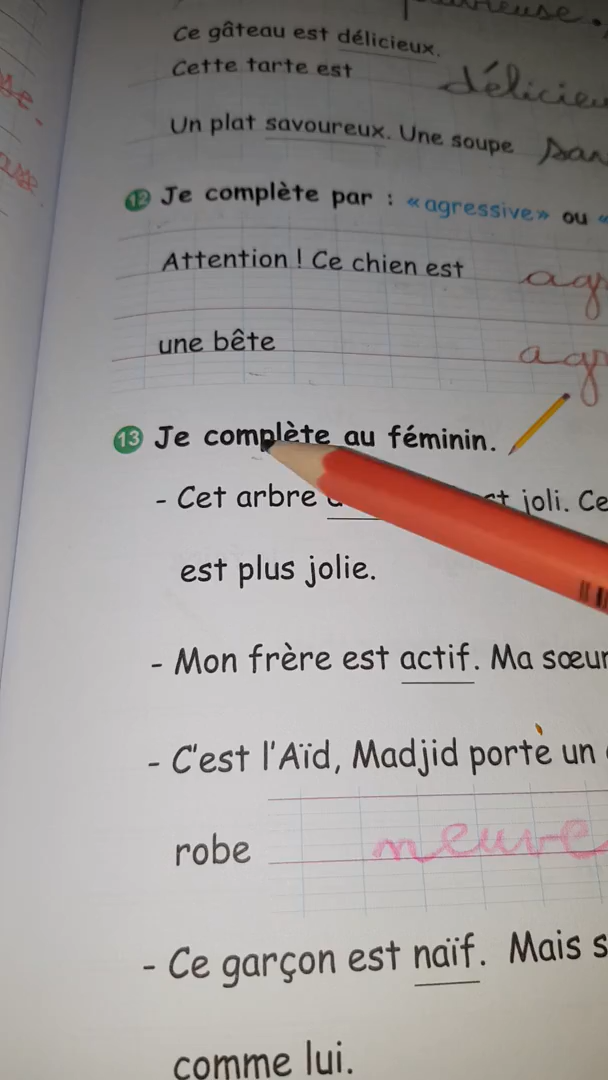 Ce gâteau est délicieux.
Cette tarte est
Un plat savoureux. Une soupe
12 Je complète par : «agressive» ou «
Attention ! Ce chien est
une bête
13 Je complète au féminin.
- Cet arbre est joli. Ce
est plus jolie.
- Mon frère est actif. Ma sœur
- C'est l'Aïd, Madjid porte un
robe neuve
- Ce garçon est naïf. Mais s
comme lui.